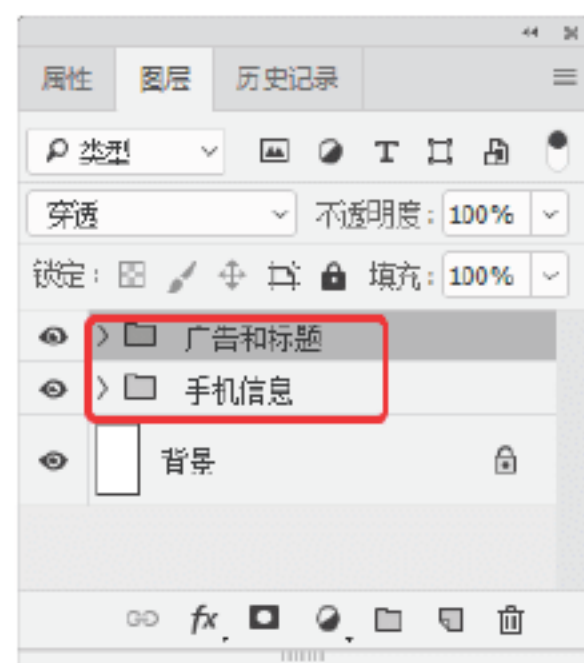 属性 图层 历史记录
类型
穿透 不透明度: 100%
锁定: 填充: 100%
广告和标题
手机信息
背景
fx